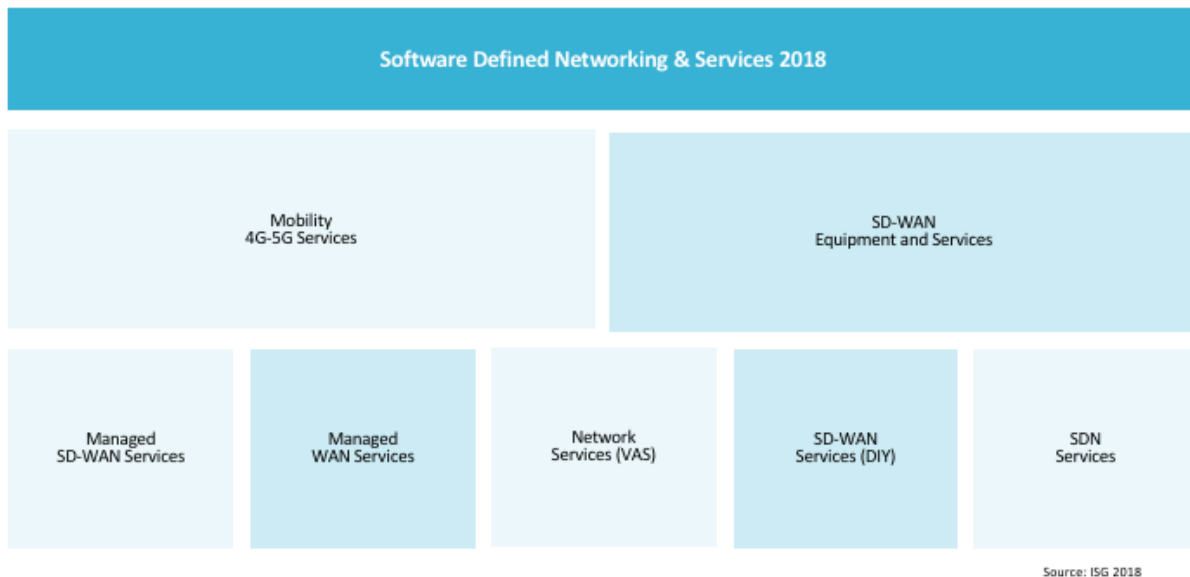 Software Defined Networking & Services 2018
Mobility
4G-5G Services
SD-WAN
Equipment and Services
Managed
SD-WAN Services
Managed
WAN Services
Network
Services (VAS)
SD-WAN
Services (DIY)
SDN
Services
Source: ISG 2018